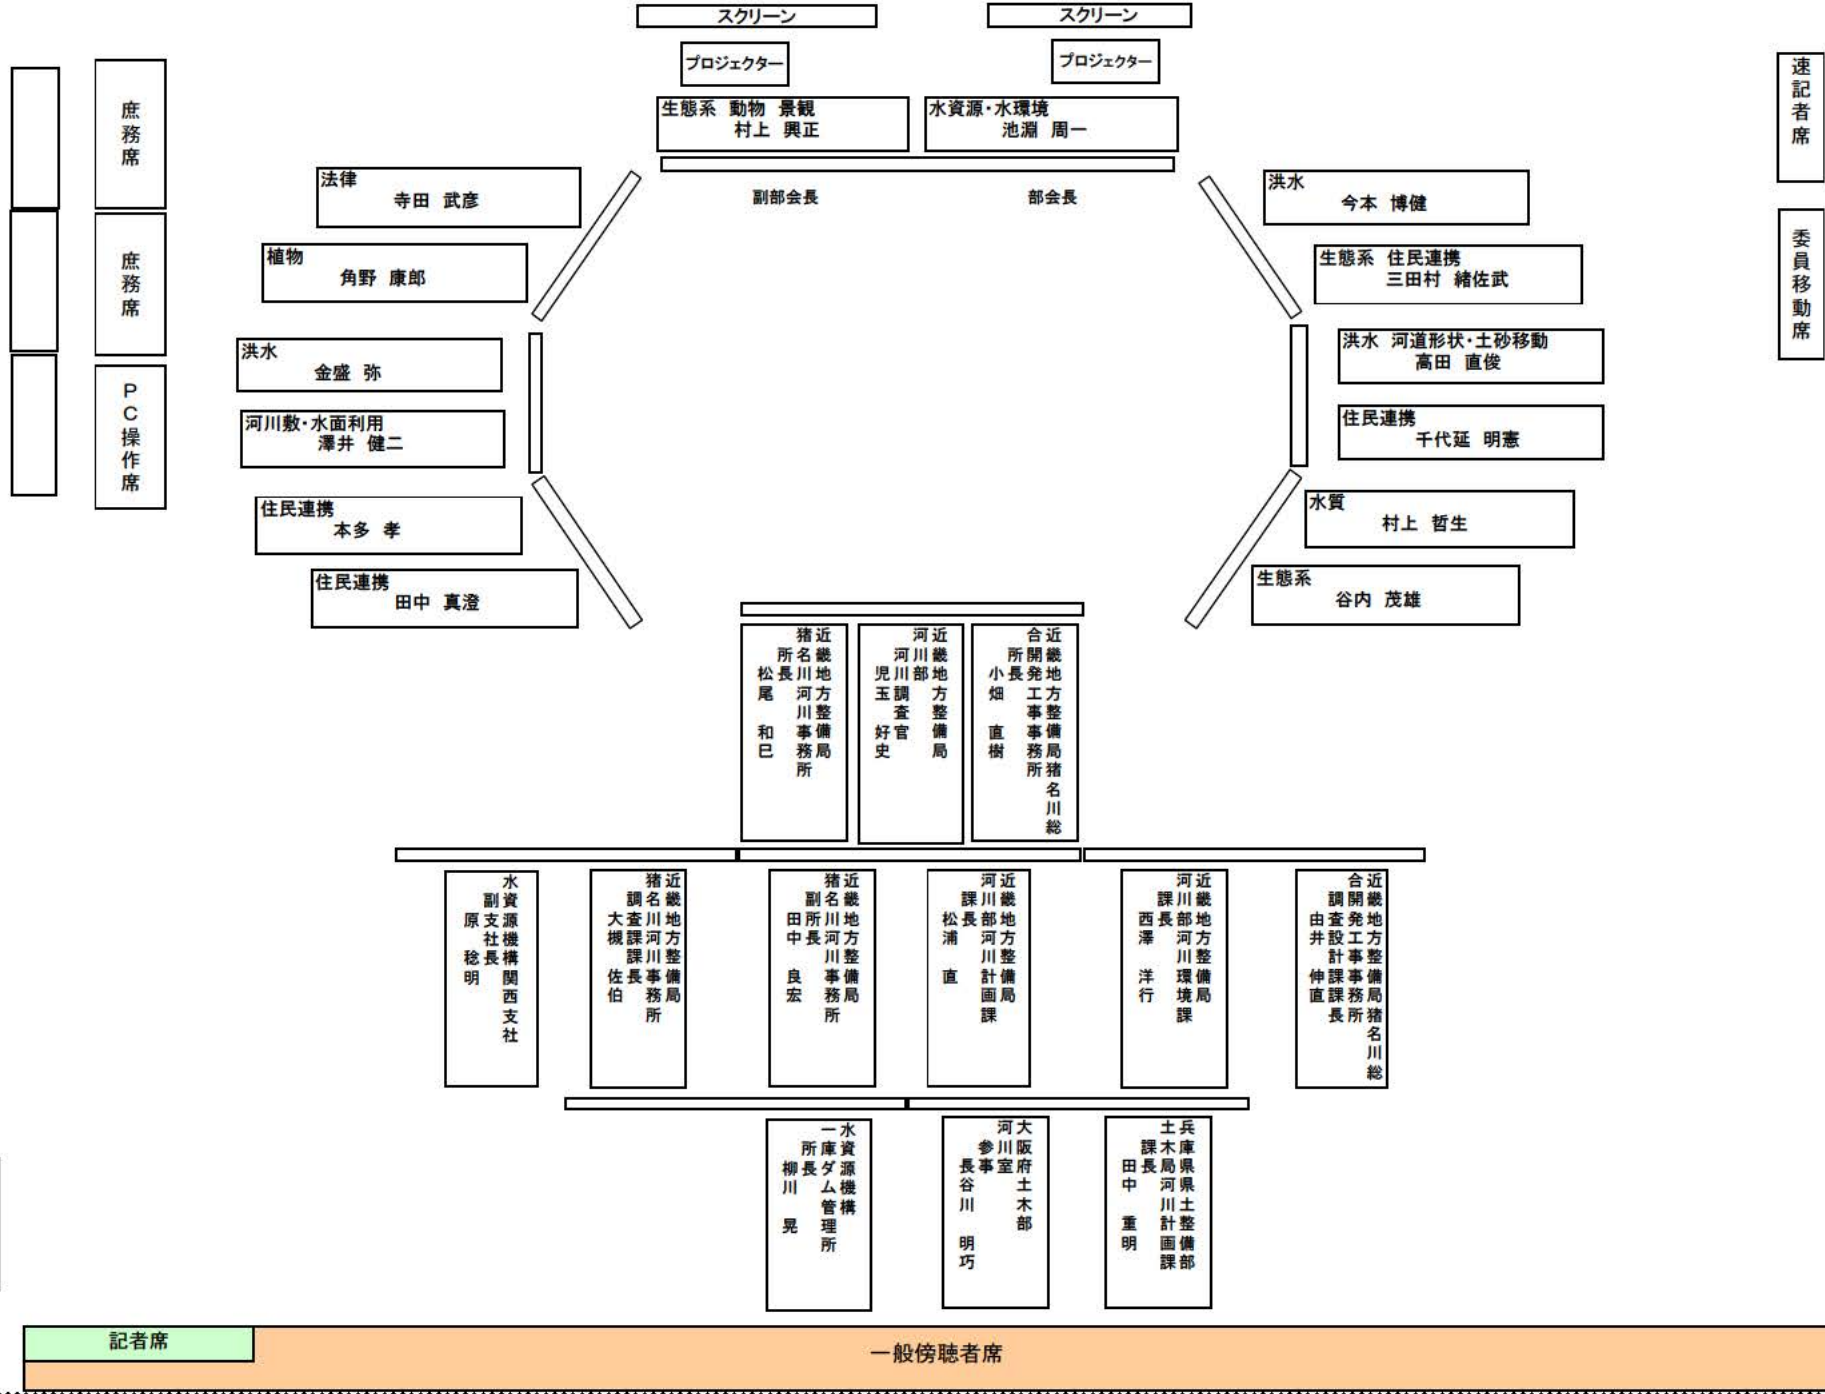 スクリーン
スクリーン
プロジェクター
プロジェクター
生態系 動物 景観
村上 興正
水資源・水環境
池淵 周一
副部会長
部会長
庶務席
庶務席
PC操作席
速記者席
委員移動席
法律
寺田 武彦
植物
角野 康郎
洪水
金盛 弥
河川敷・水面利用
澤井 健二
住民連携
本多 孝
住民連携
田中 真澄
洪水
今本 博健
生態系 住民連携
三田村 緒佐武
洪水 河道形状・土砂移動
高田 直俊
住民連携
千代延 明憲
水質
村上 哲生
生態系
谷内 茂雄
近畿地方整備局
猪名川河川事務所
所長
松尾 和巳
近畿地方整備局
河川部
河川調査官
児玉 好史
近畿地方整備局猪名川総
合開発工事事務所
所長
小畑 直樹
水資源機構関西支社
副支社長
原 稔明
近畿地方整備局
猪名川河川事務所
調査課課長
大槻 佐伯
近畿地方整備局
猪名川河川事務所
副所長
田中 良宏
近畿地方整備局
河川部河川計画課
課長
松浦 直
近畿地方整備局
河川部河川環境課
課長
西澤 洋行
近畿地方整備局猪名川総
合開発工事事務所
調査設計課課長
由井 伸直
水資源機構
一庫ダム管理所
所長
柳川 晃
大阪府土木部
河川室
参事
長谷川 明巧
兵庫県県土整備部
土木局河川計画課
課長
田中 重明
記者席
一般傍聴者席